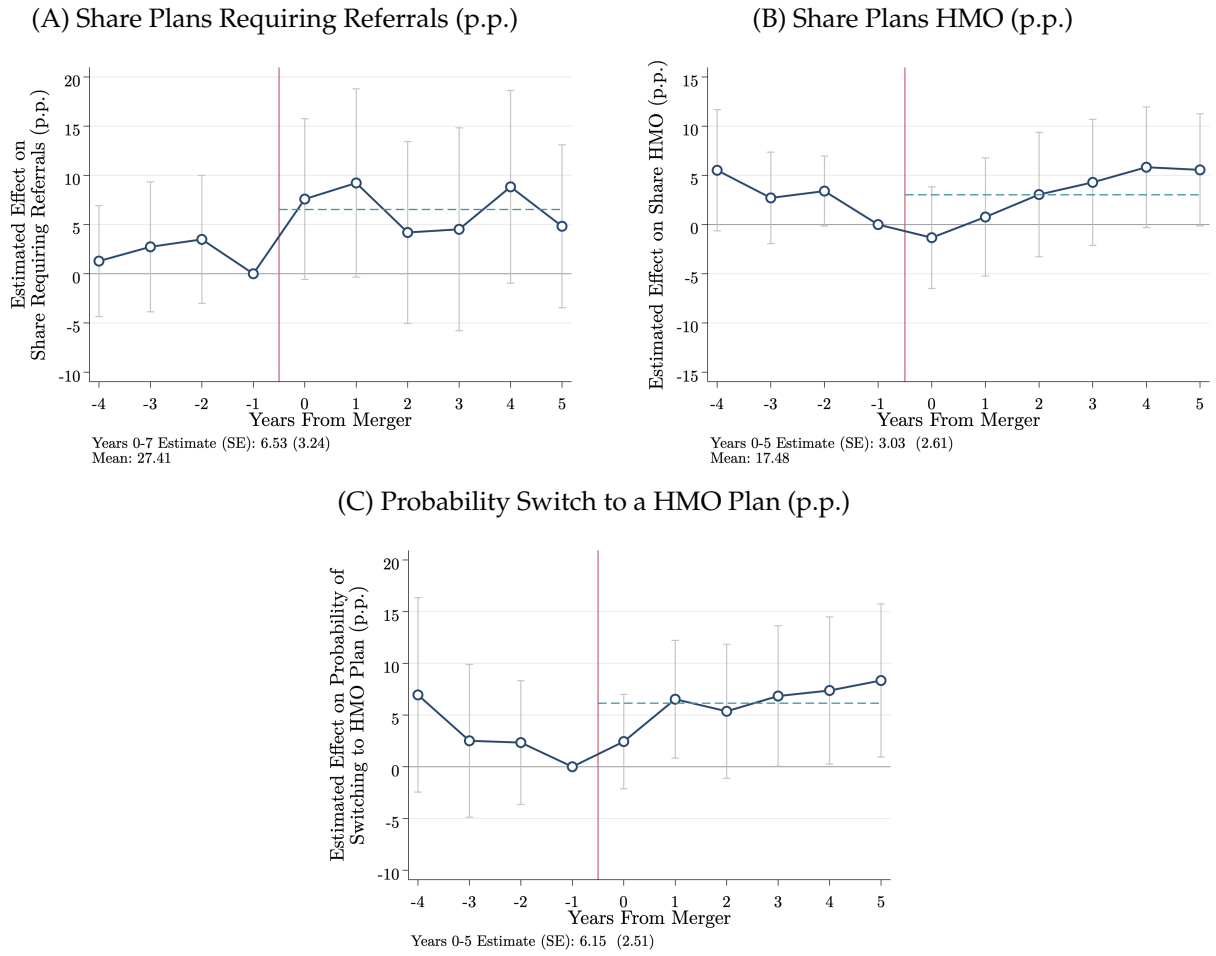 (A) Share Plans Requiring Referrals (p.p.)
Estimated Effect on
Share Requiring Referrals (p.p.)
20
15
10
5
0
-5
-10
-4 -3 -2 -1 0 1 2 3 4 5
Years From Merger
Years 0-7 Estimate (SE): 6.53 (3.24)
Mean: 27.41
(B) Share Plans HMO (p.p.)
Estimated Effect on Share HMO (p.p.)
15
10
5
0
-5
-10
-15
-4 -3 -2 -1 0 1 2 3 4 5
Years From Merger
Years 0-5 Estimate (SE): 3.03 (2.61)
Mean: 17.48
(C) Probability Switch to a HMO Plan (p.p.)
Estimated Effect on Probability of
Switching to HMO Plan (p.p.)
20
15
10
5
0
-5
-10
-4 -3 -2 -1 0 1 2 3 4 5
Years From Merger
Years 0-5 Estimate (SE): 6.15 (2.51)